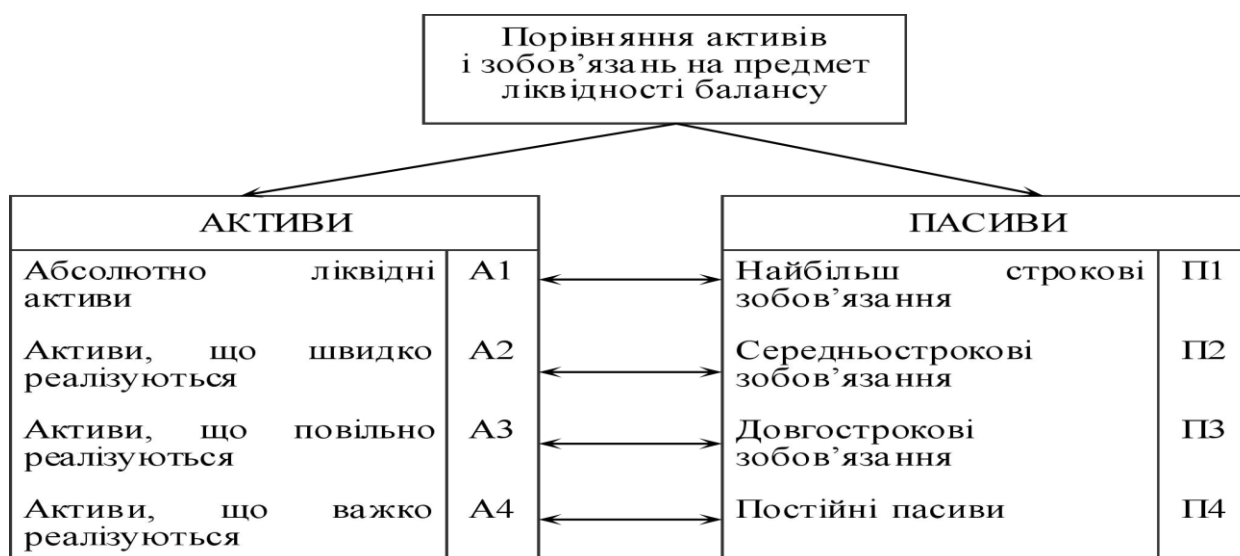 Порівняння активів
і зобов’язань на предмет
ліквідності балансу
АКТИВИ
Абсолютно ліквідні
активи
А1
Активи, що швидко
реалізуються
А2
Активи, що повільно
реалізуються
А3
Активи, що важко
реалізуються
А4
ПАСИВИ
Найбільш строкові
зобов’язання
П1
Середньострокові
зобов’язання
П2
Довгострокові
зобов’язання
П3
Постійні пасиви
П4